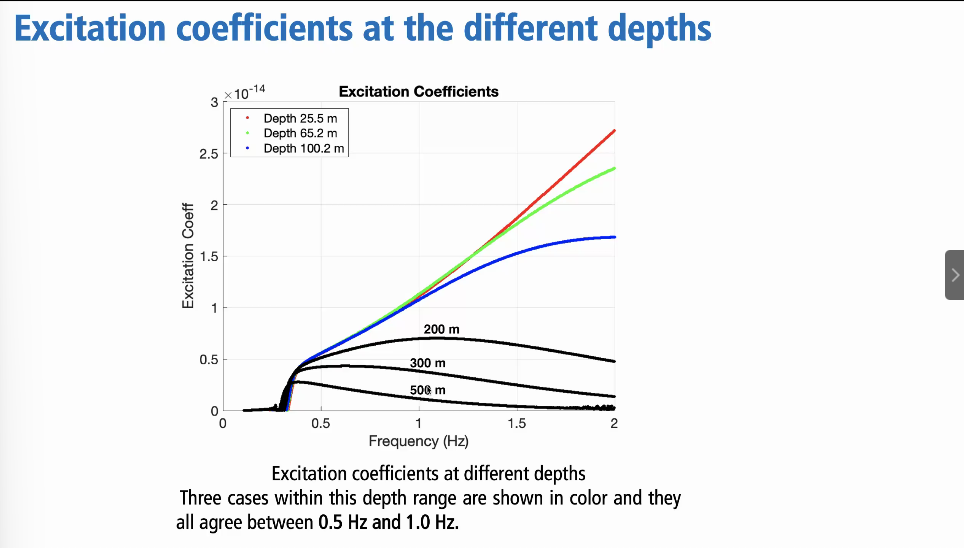 Excitation coefficients at the different depths
×10-14
Excitation Coefficients
3
2.5
2
1.5
1
0.5
0
Excitation Coeff
Depth 25.5 m
Depth 65.2 m
Depth 100.2 m
200 m
300 m
500 m
0
0.5
1
1.5
2
Frequency (Hz)
Excitation coefficients at different depths
Three cases within this depth range are shown in color and they
all agree between 0.5 Hz and 1.0 Hz.